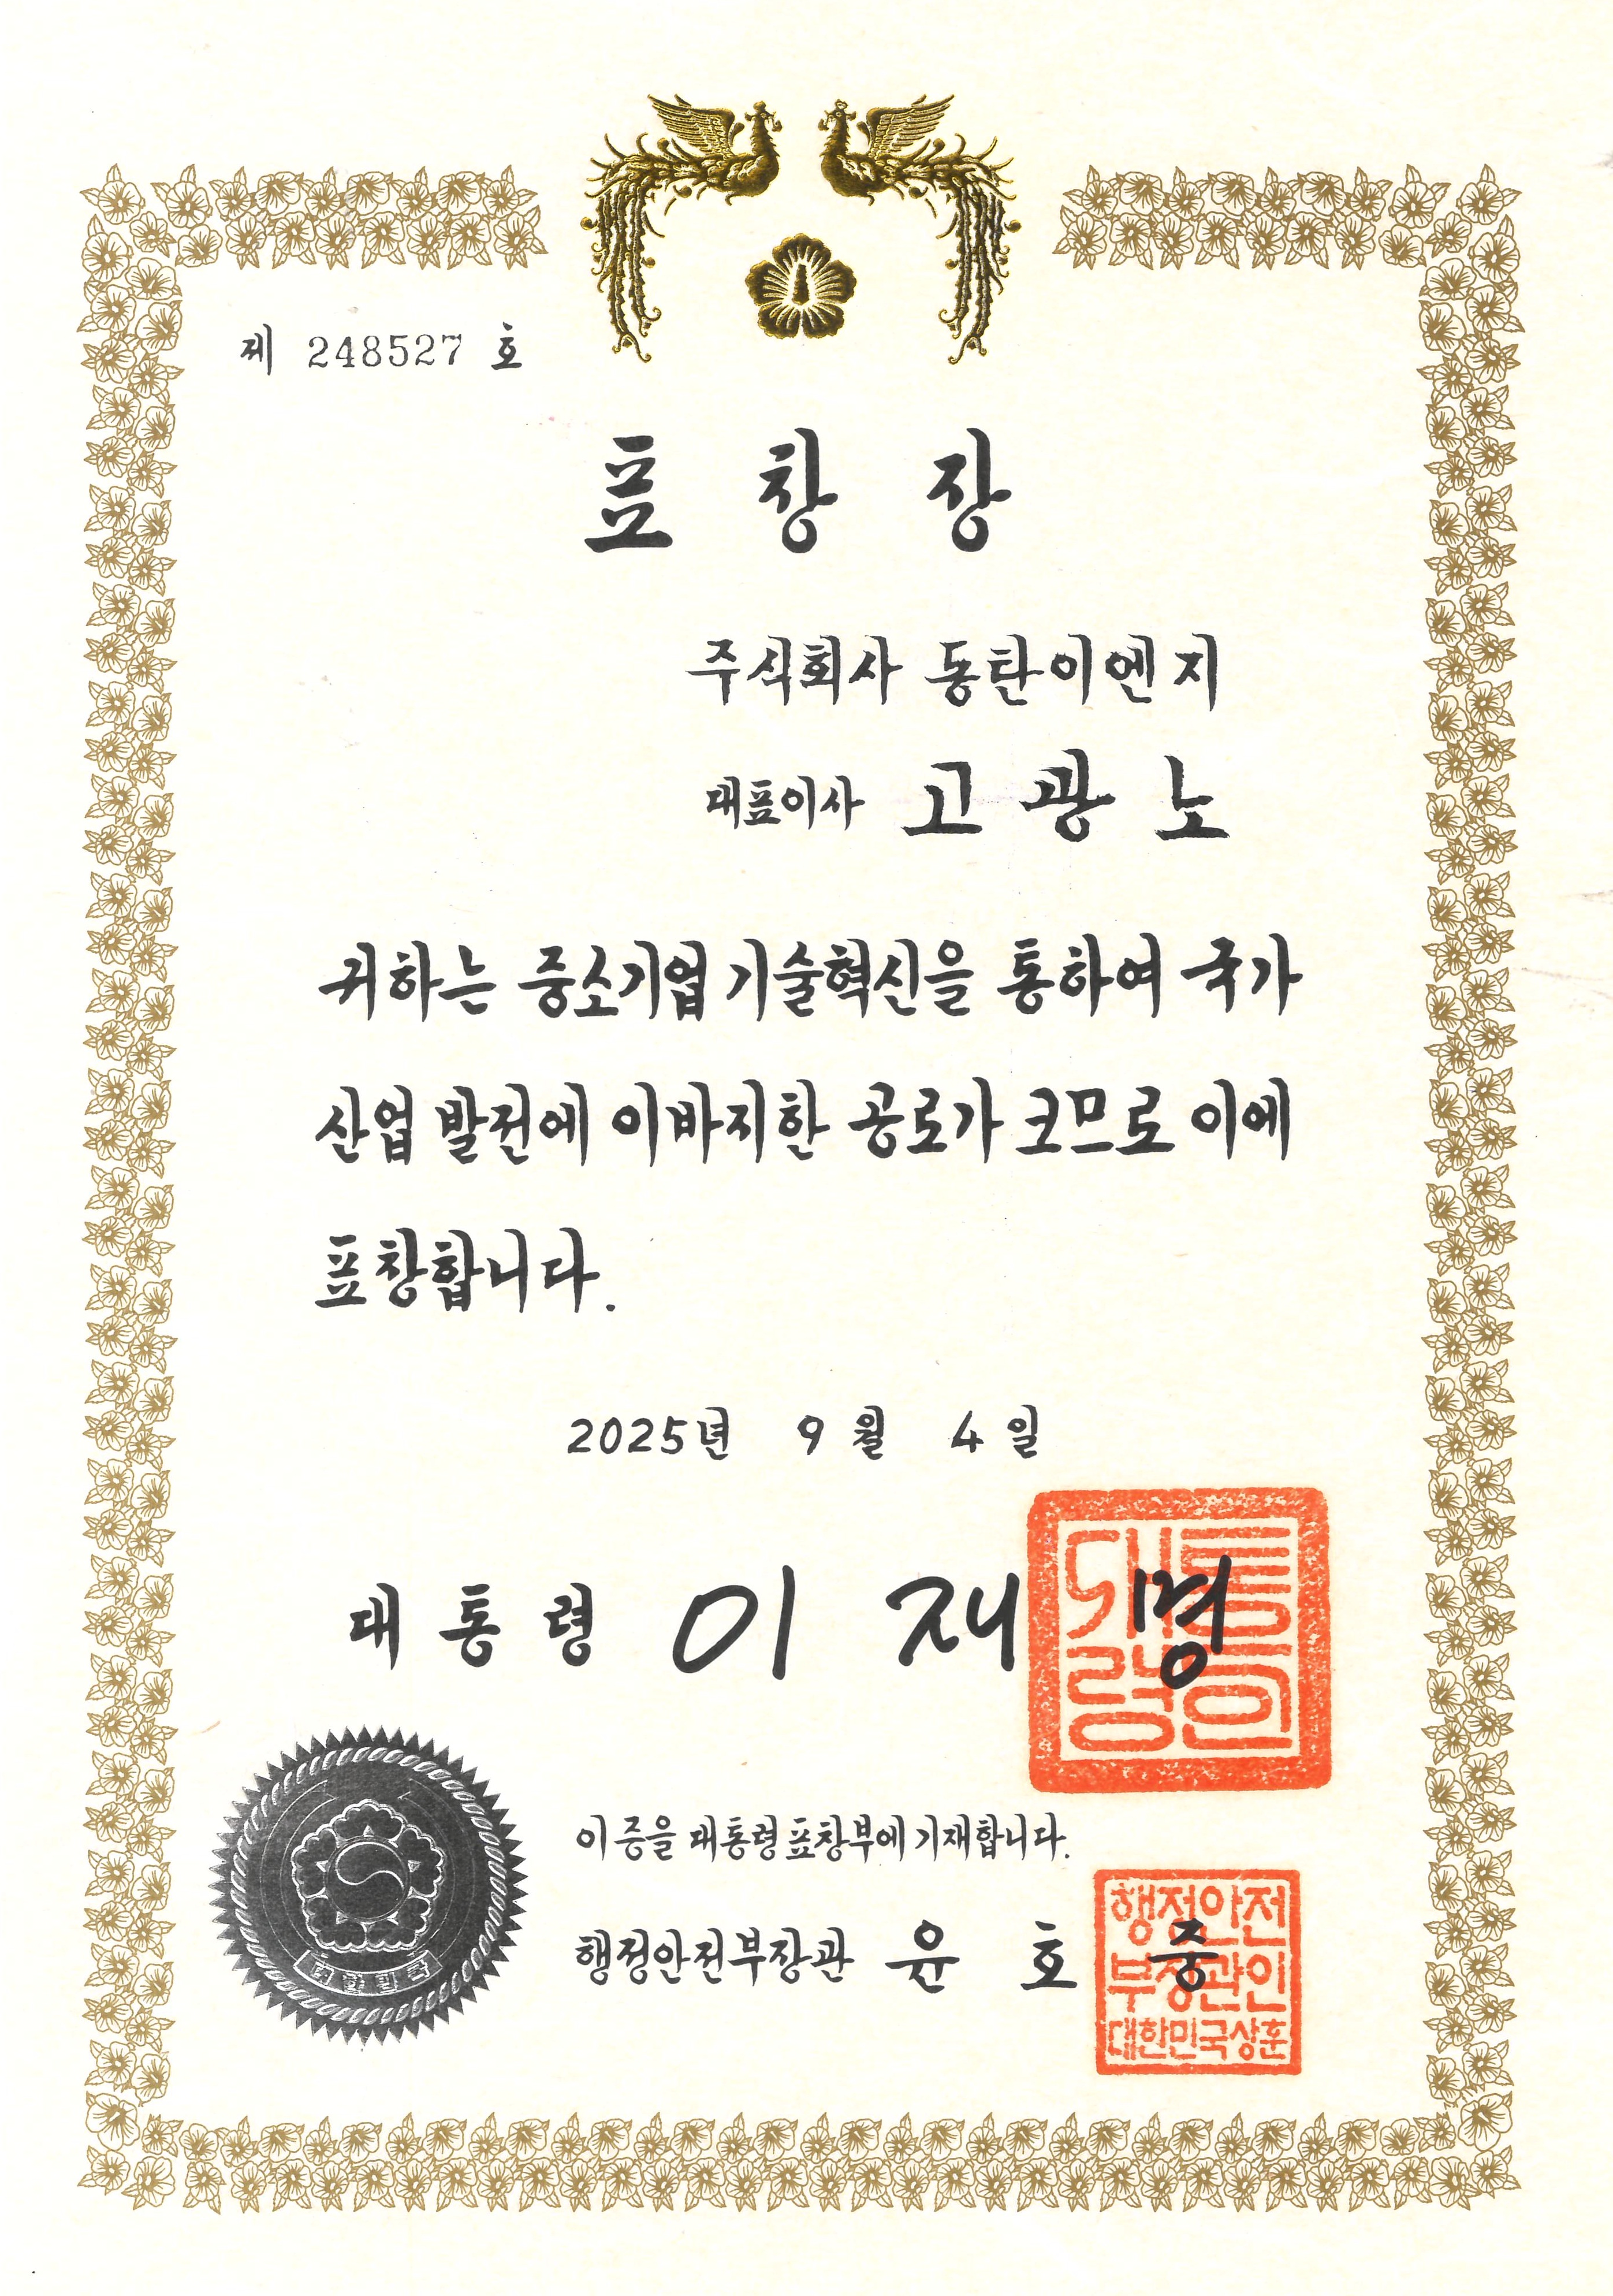 제 248527 호
표 창 장
주식회사 동탄이엔지
대표이사 고 광 노
귀하는 중소기업 기술혁신을 통하여 국가
산업 발전에 이바지한 공로가 크므로 이에
표창합니다.
2025년 9월 4일
대 통 령 이 재 명
대통령인
이 증을 대통령표창부에 기재합니다.
행정안전부장관 윤 호 중
행정안전
부장관인
대한민국상훈
대한민국